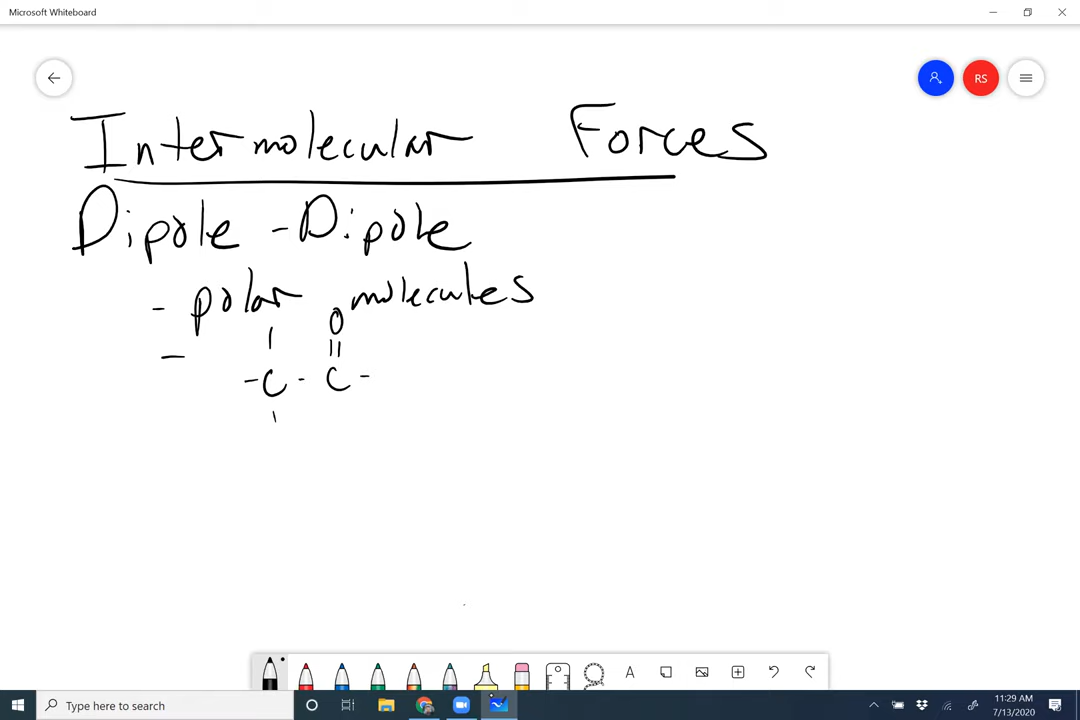 Microsoft Whiteboard
RS
Intermolecular Forces
Dipole - Dipole
- polar molecules
O
- C - C -
A
Type here to search
11:29 AM
7/13/2020